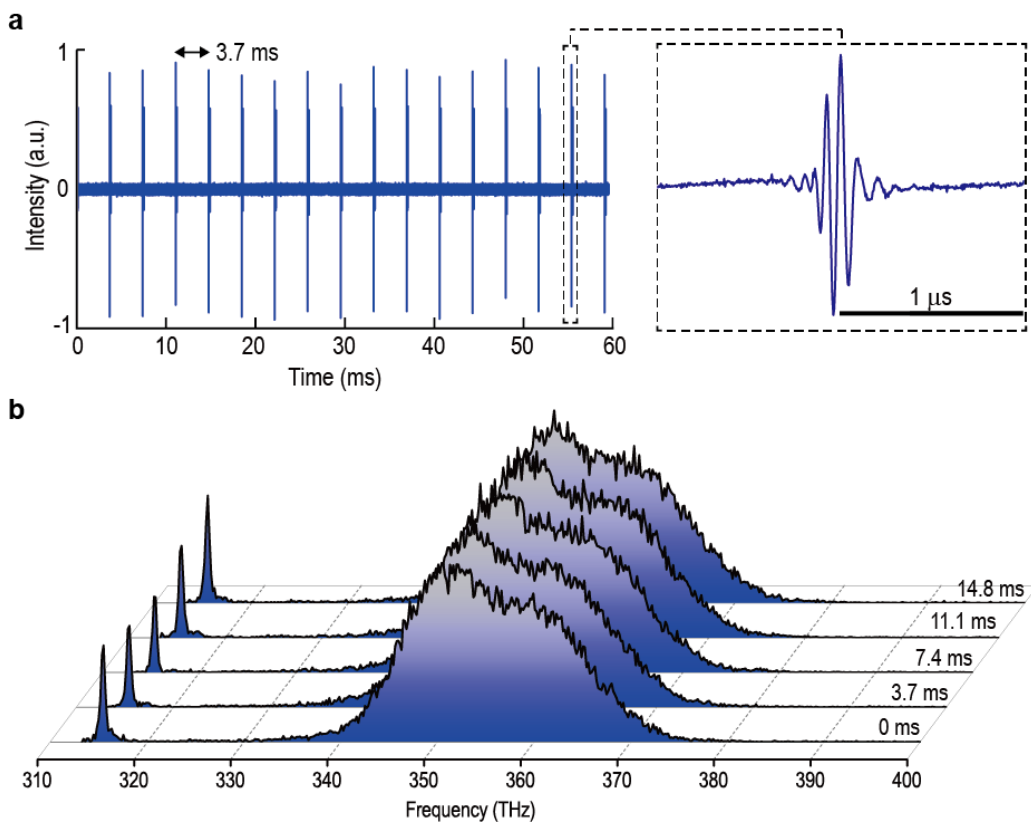 a
1
3.7 ms
Intensity (a.u.)
0
-1
0 10 20 30 40 50 60
Time (ms)
1 μs
b
14.8 ms
11.1 ms
7.4 ms
3.7 ms
0 ms
310 320 330 340 350 360 370 380 390 400
Frequency (THz)